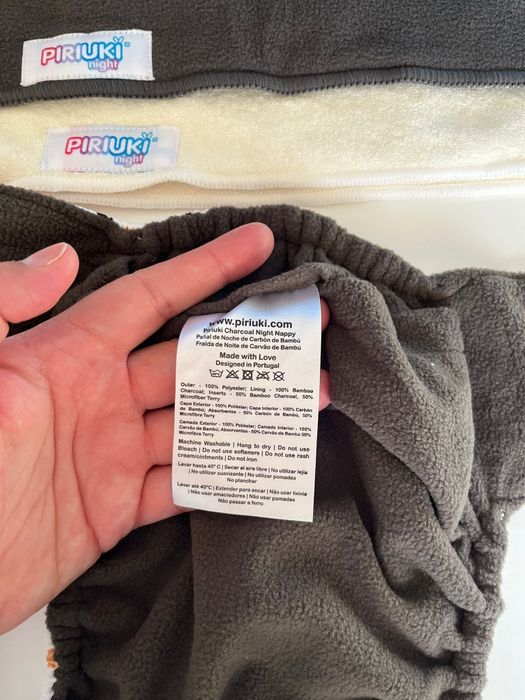 PIRIUKI
night
PIRIUKI
night
www.piriuki.com
Piriuki Charcoal Night Nappy
Pañal de Noche de Carbón de Bambú
Fralda de Noite de Carvão de Bambú
Made with Love
Designed in Portugal
Outer - 100% Polyester; Lining - 100% Bamboo
Charcoal; Inserts - 50% Bamboo Charcoal, 50%
Microfiber Terry
Capa Exterior - 100% Poliéster; Capa Interior - 100% Carbón
de Bambú; Absorbentes - 50% Carbón de Bambú, 50%
Microfibra Terry
Camada Exterior - 100% Poliéster; Camada Interior - 100%
Carvão de Bambu; Absorventes - 50% Carvão de Bambu 50%
Microfibra Terry
Machine Washable | Hang to dry | Do not use
Bleach | Do not use softeners | Do not use rash
cream/ointments | Do not iron
Lavar hasta 40° C | Secar al aire libre | No utilizar lejía
| No utilizar suavizante | No utilizar pomadas
No planchar
Lavar até 40°C | Estender para secar | Não usar lixívia
| Não usar amaciadores | Não usar pomadas
Não passar a ferro